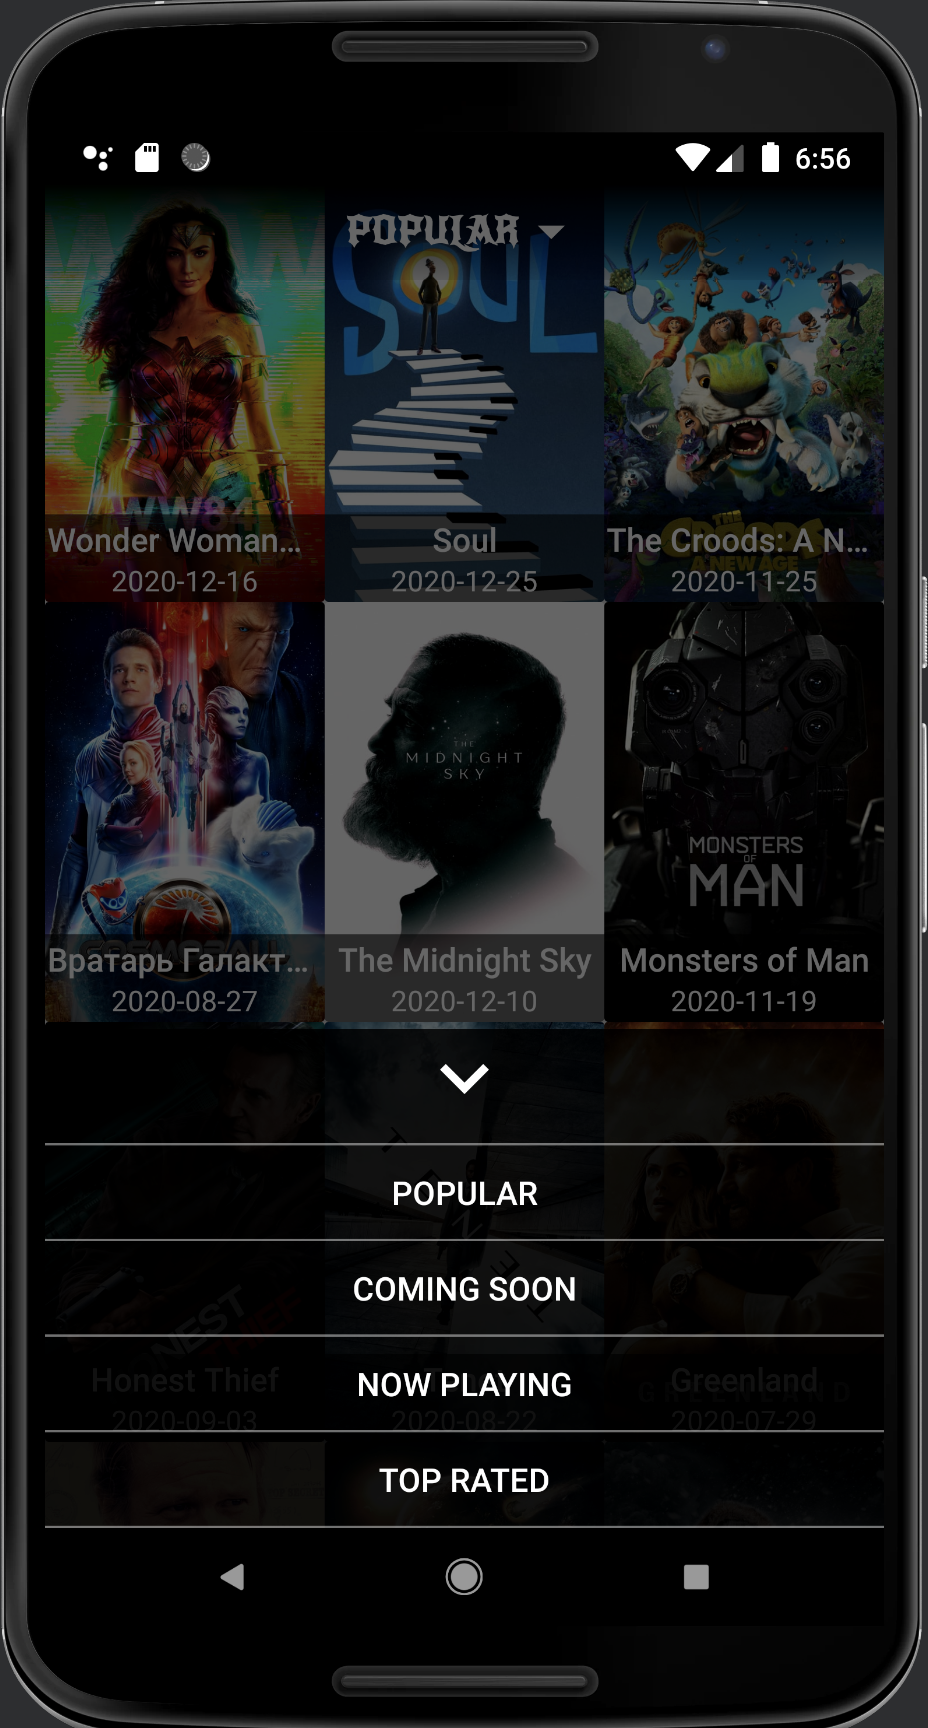 6:56
POPULAR
SOUL
WW84
Wonder Woman...
2020-12-16
Soul
2020-12-25
THE CROODS
A NEW AGE
The Croods: A N...
2020-11-25
THE
MIDNIGHT
SKY
MONSTERS
OF
MAN
Вратарь Галакт...
2020-08-27
The Midnight Sky
2020-12-10
Monsters of Man
2020-11-19
POPULAR
COMING SOON
HONEST
Honest Thief
2020-09-03
NOW PLAYING
2020-08-22
Greenland
GREENLAND
2020-07-29
TOP RATED